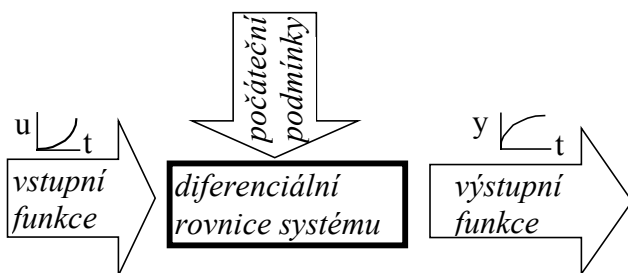 počáteční
podmínky
u
t
vstupní
funkce
diferenciální
rovnice systému
y
t
výstupní
funkce